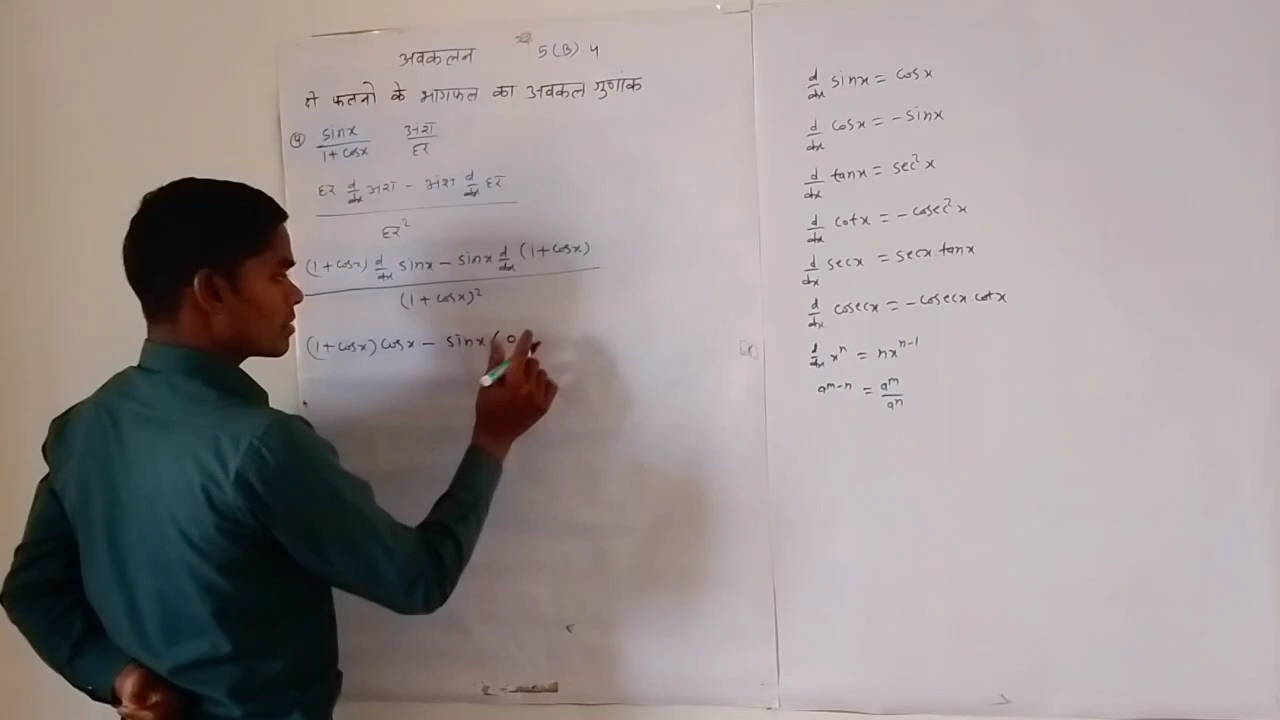 अवकलन 5(B).4
दो फलनो के भागफल का अवकल गुणांक
sinx/1+cosx अंश/हर
हर d/dx अंश - अंश d/dx हर
हर²
(1+cosx) d/dx sinx - sinx d/dx (1+cosx)
(1+cosx)²
(1+cosx) cosx - sinx (0
d/dx sinx = cosx
d/dx cosx = -sinx
d/dx tanx = sec²x
d/dx cotx = -cosec²x
d/dx secx = secx.tanx
d/dx cosecx = -cosecx.cotx
d/dx xⁿ = nxⁿ⁻¹
aᵐ⁻ⁿ = aᵐ/aⁿ